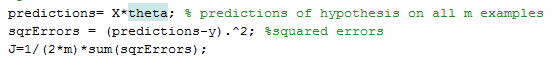 predictions= X*theta; % predictions of hypothesis on all m examples
sqrErrors = (predictions-y).^2; %squared errors
J=1/(2*m)*sum(sqrErrors);